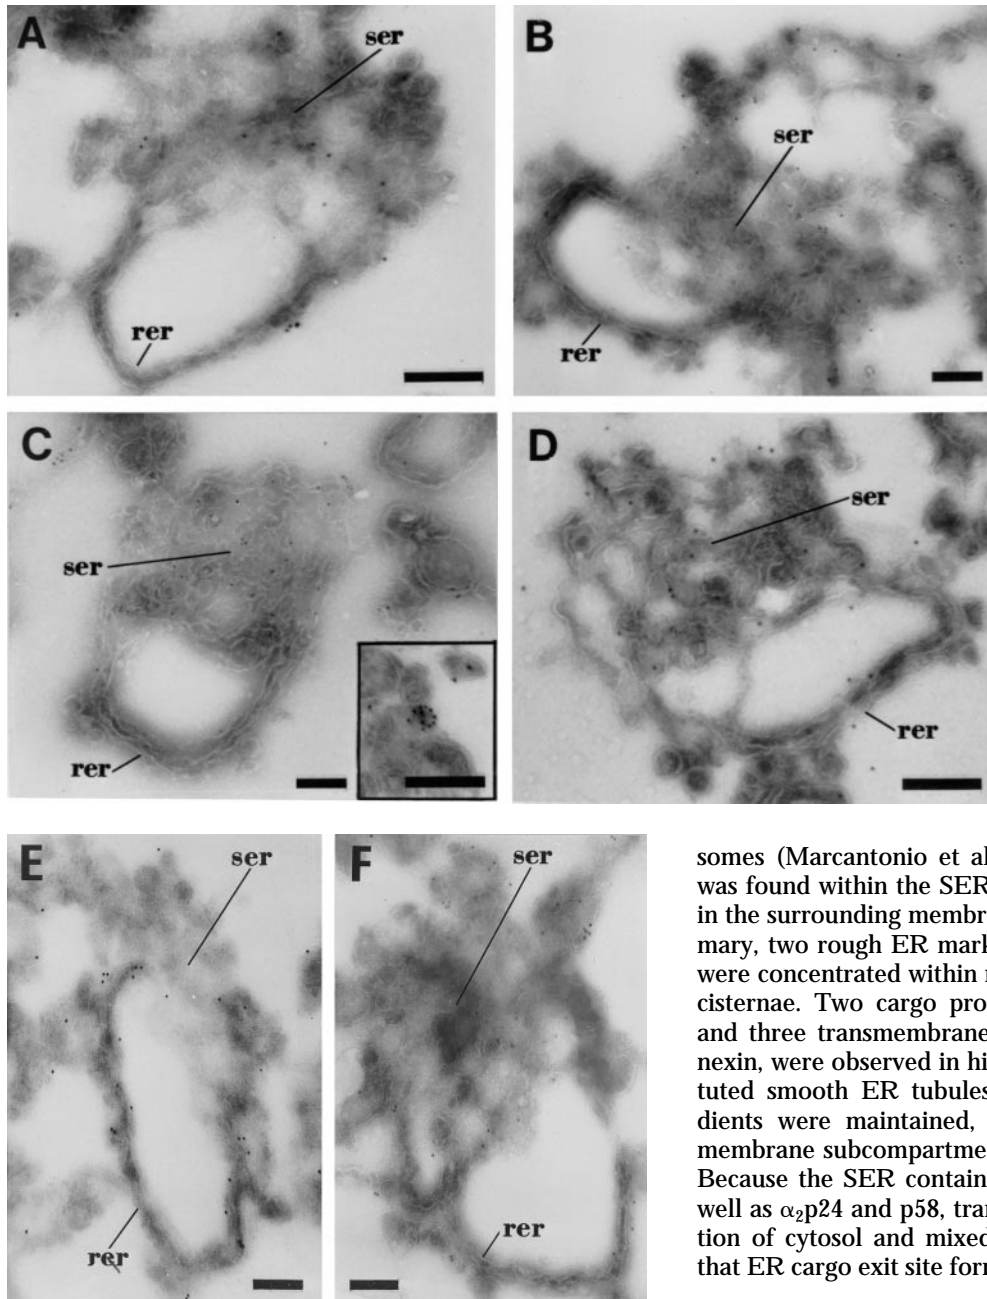 A
ser
rer
B
ser
rer
C
ser
rer
D
ser
rer
E
ser
rer
F
ser
rer
somes (Marcantonio et al
was found within the SER
in the surrounding membr
mary, two rough ER mark
were concentrated within r
cisternae. Two cargo pro
and three transmembrane
nexin, were observed in hi
tuted smooth ER tubules
dients were maintained,
membrane subcompartme
Because the SER contain
well as α₂p24 and p58, tran
tion of cytosol and mixed
that ER cargo exit site form